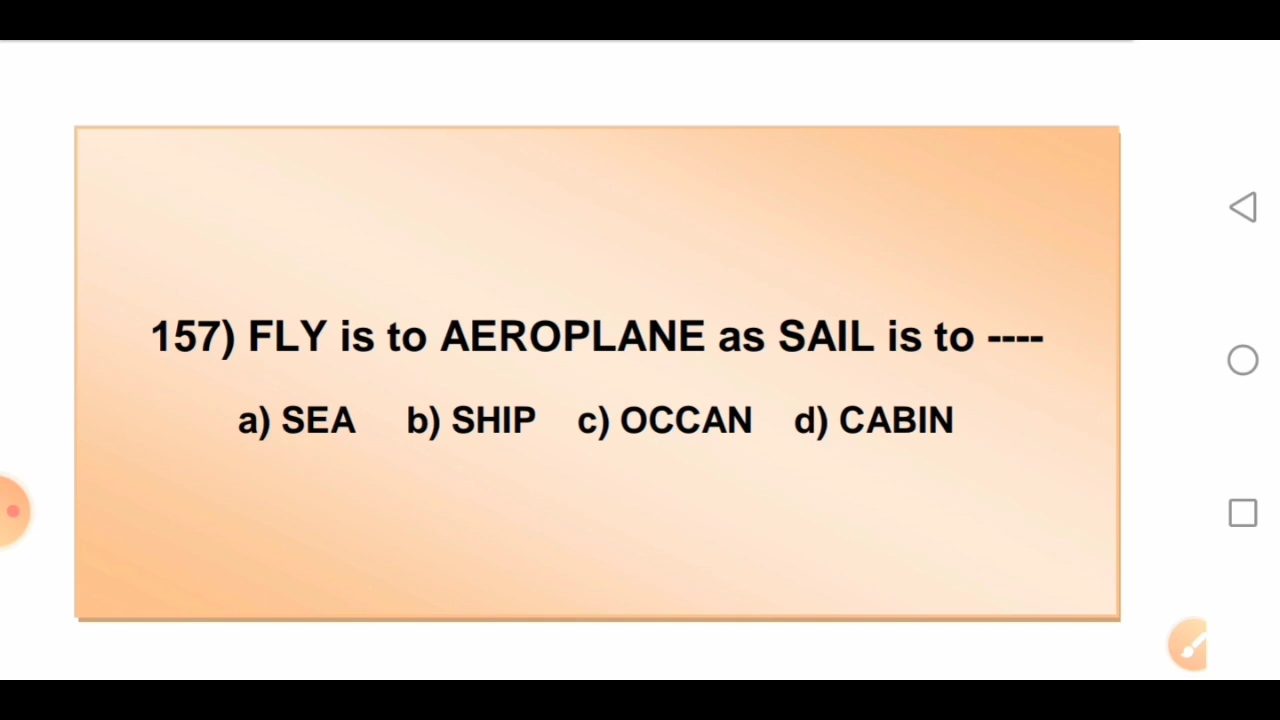 157) FLY is to AEROPLANE as SAIL is to ----
a) SEA b) SHIP c) OCCAN d) CABIN